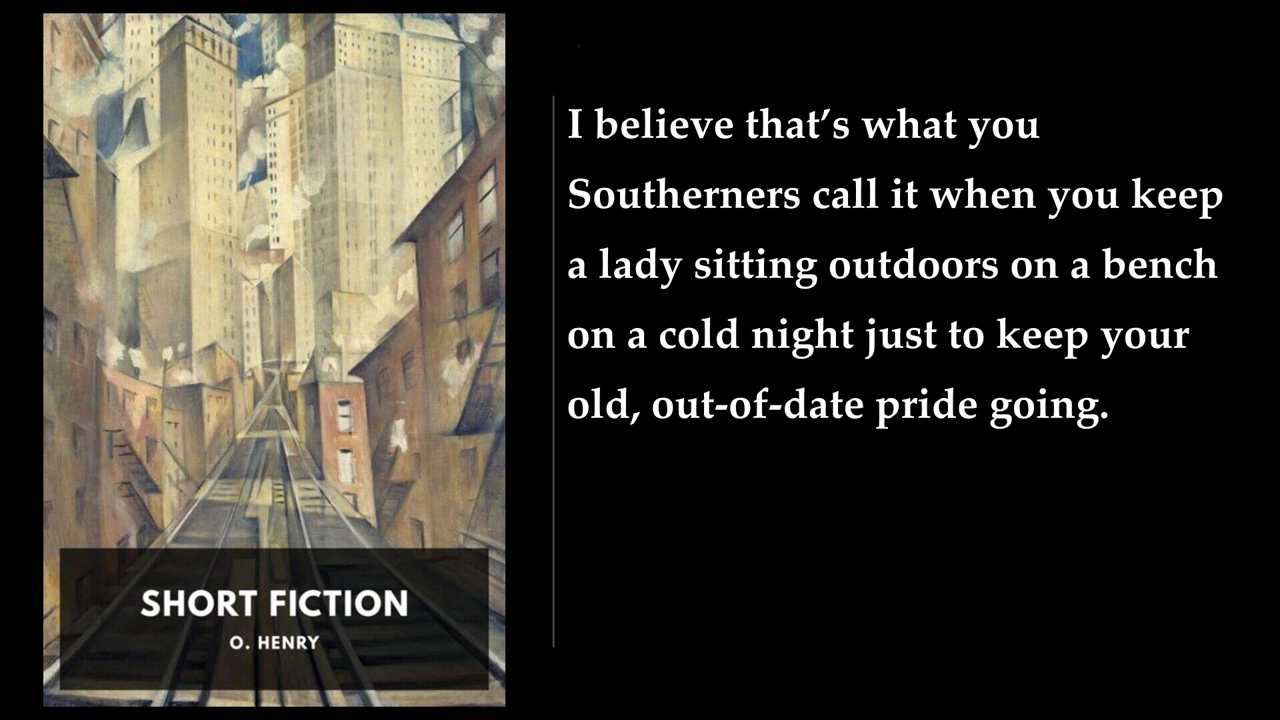 I believe that’s what you
Southerners call it when you keep
a lady sitting outdoors on a bench
on a cold night just to keep your
old, out-of-date pride going.
SHORT FICTION
O. HENRY